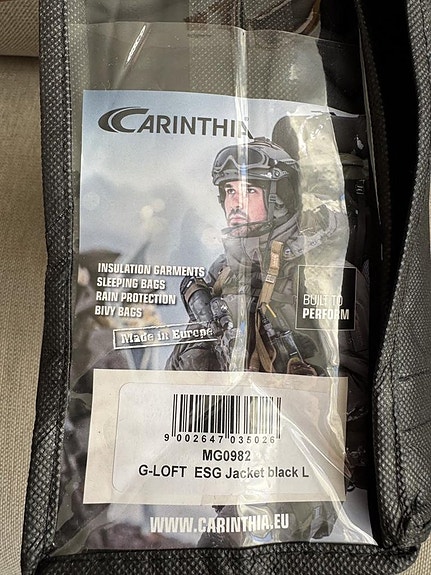 CARINTHIA
INSULATION GARMENTS
SLEEPING BAGS
RAIN PROTECTION
BIVY BAGS
BUILT TO
PERFORM
Made in Europe
9 002647 035026
MG0982
G-LOFT ESG Jacket black L
WWW.CARINTHIA.EU